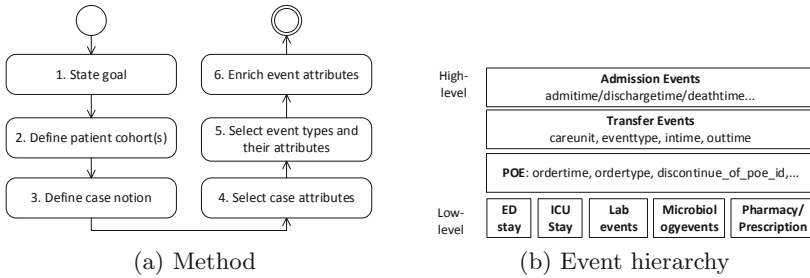 1. State goal
2. Define patient cohort(s)
3. Define case notion
6. Enrich event attributes
5. Select event types and
their attributes
4. Select case attributes
(a) Method
High-
level
Admission Events
admitime/dischargetime/deathtime...
Transfer Events
careunit, eventtype, intime, outtime
POE: ordertime, ordertype, discontinue_of_poe_id,...
Low-
level
ED
stay
ICU
Stay
Lab
events
Microbiol
ogyevents
Pharmacy/
Prescription
(b) Event hierarchy